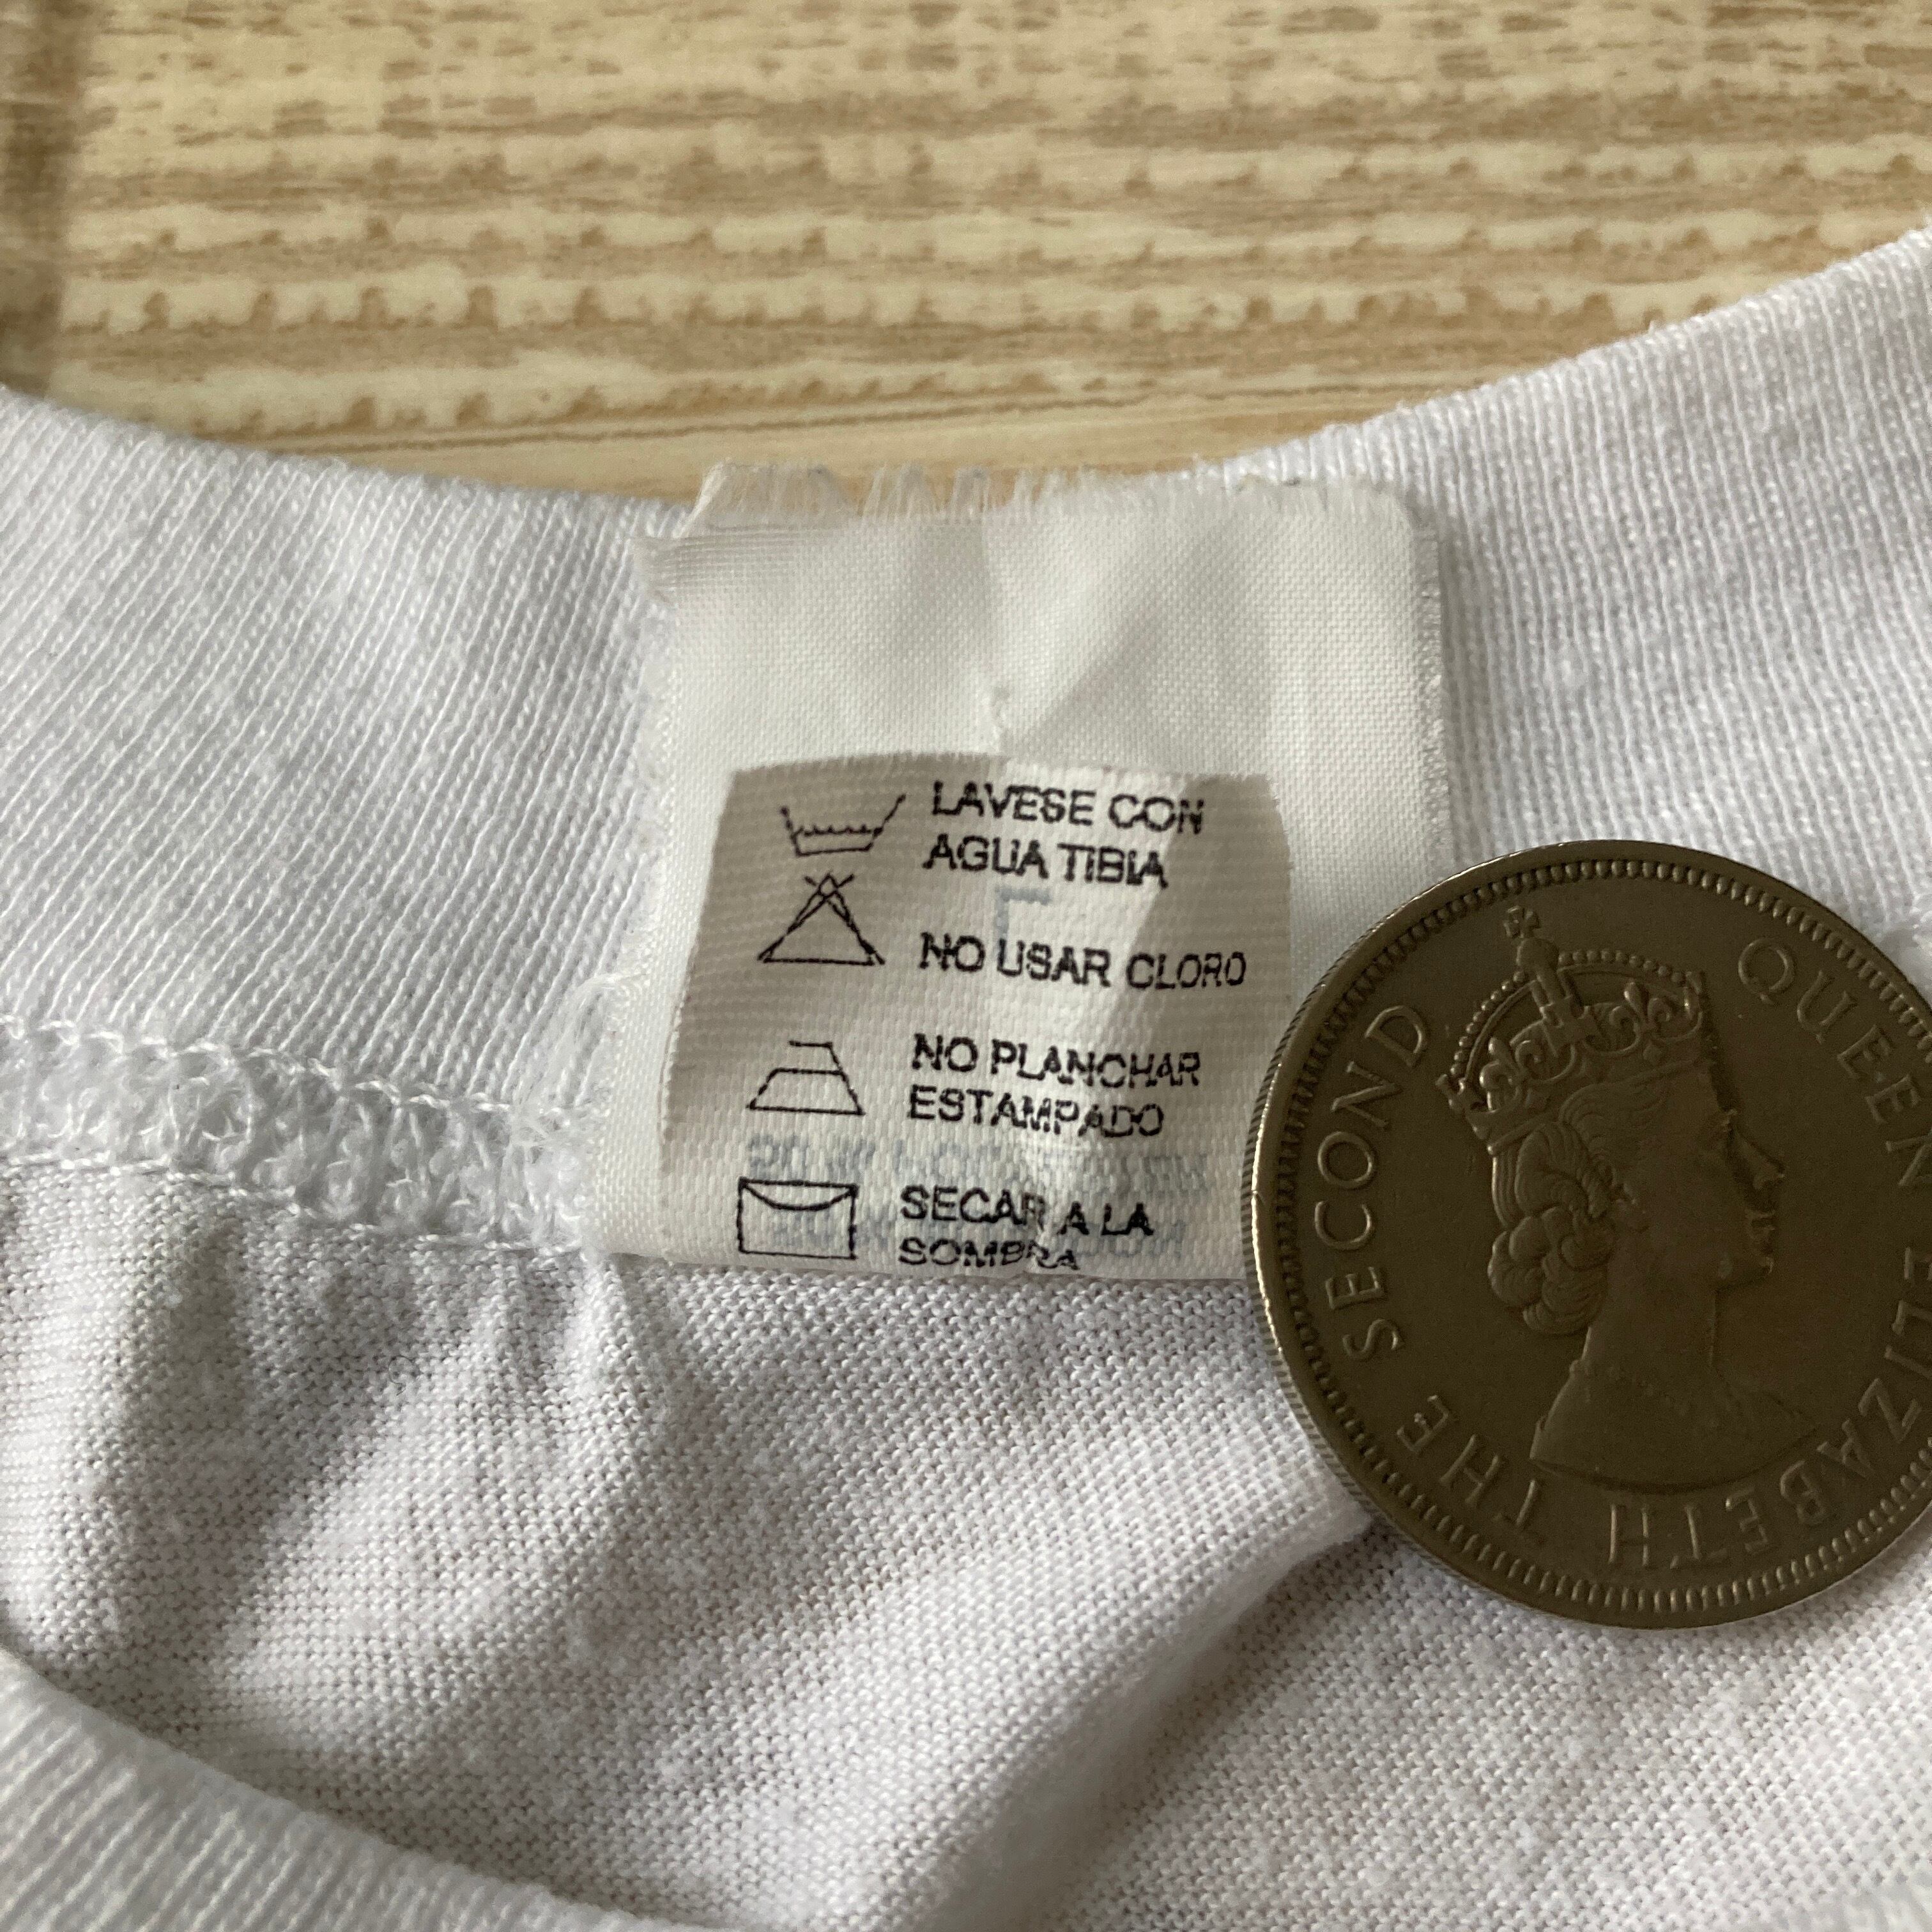 LAVESE CON
AGUA TIBIA
NO USAR CLORO
NO PLANCHAR
ESTAMPADO
SECAR A LA
SOMBRA
QUEEN ELIZABETH THE SECOND